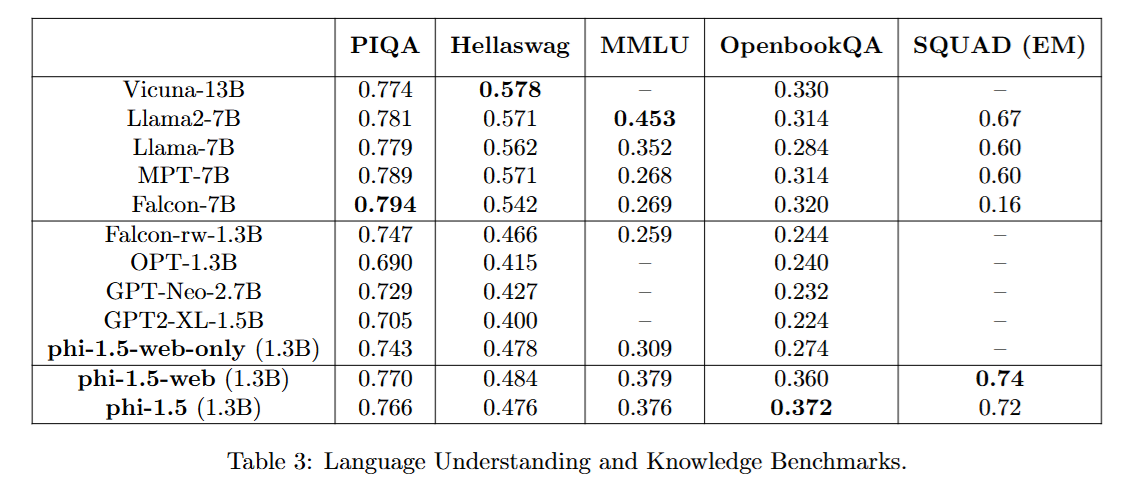 PIQA Hellaswag MMLU OpenbookQA SQUAD (EM)
Vicuna-13B 0.774 0.578 – 0.330 –
Llama2-7B 0.781 0.571 0.453 0.314 0.67
Llama-7B 0.779 0.562 0.352 0.284 0.60
MPT-7B 0.789 0.571 0.268 0.314 0.60
Falcon-7B 0.794 0.542 0.269 0.320 0.16
Falcon-rw-1.3B 0.747 0.466 0.259 0.244 –
OPT-1.3B 0.690 0.415 – 0.240 –
GPT-Neo-2.7B 0.729 0.427 – 0.232 –
GPT2-XL-1.5B 0.705 0.400 – 0.224 –
phi-1.5-web-only (1.3B) 0.743 0.478 0.309 0.274 –
phi-1.5-web (1.3B) 0.770 0.484 0.379 0.360 0.74
phi-1.5 (1.3B) 0.766 0.476 0.376 0.372 0.72
Table 3: Language Understanding and Knowledge Benchmarks.